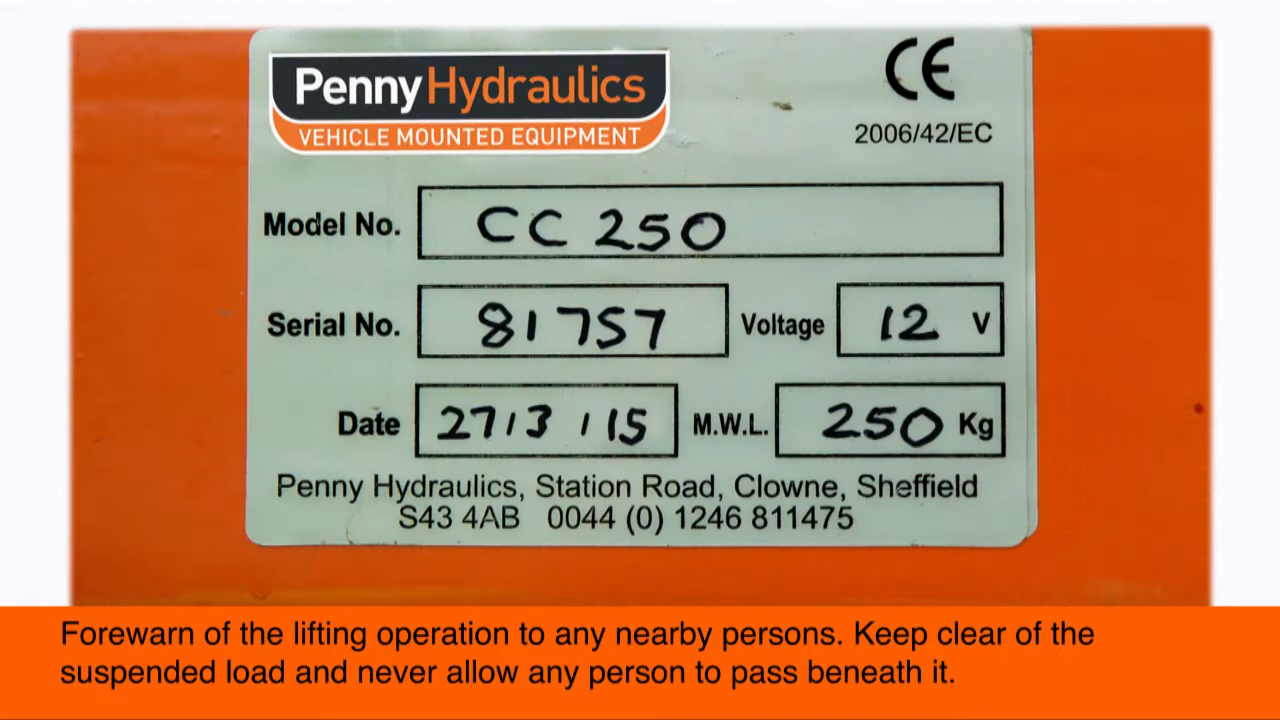 PennyHydraulics
VEHICLE MOUNTED EQUIPMENT
CE
2006/42/EC
Model No. CC 250
Serial No. 81757 Voltage 12 V
Date 27/3/15 M.W.L. 250 Kg
Penny Hydraulics, Station Road, Clowne, Sheffield
S43 4AB 0044 (0) 1246 811475
Forewarn of the lifting operation to any nearby persons. Keep clear of the
suspended load and never allow any person to pass beneath it.